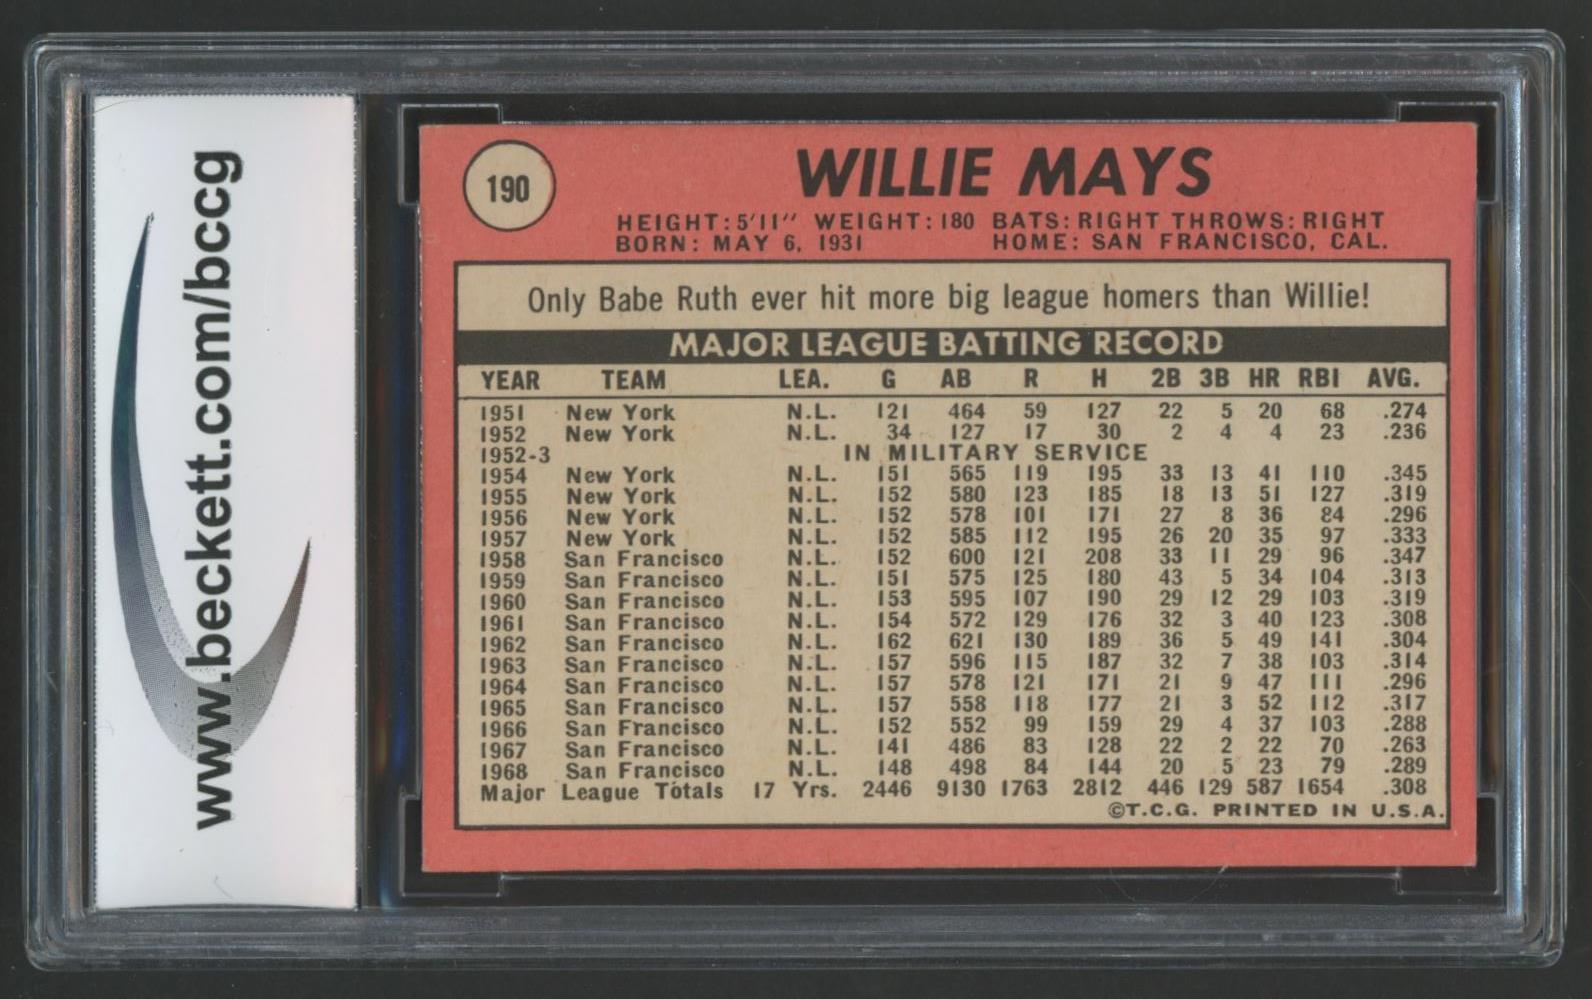 www.beckett.com/bccg
190
WILLIE MAYS
HEIGHT: 5'11" WEIGHT: 180 BATS: RIGHT THROWS: RIGHT
BORN: MAY 6, 1931 HOME: SAN FRANCISCO, CAL.
Only Babe Ruth ever hit more big league homers than Willie!
MAJOR LEAGUE BATTING RECORD
YEAR TEAM LEA. G AB R H 2B 3B HR RBI AVG.
1951 New York N.L. 121 464 59 127 22 5 20 68 .274
1952 New York N.L. 34 127 17 30 2 4 4 23 .236
1952-3 IN MILITARY SERVICE
1954 New York N.L. 151 565 119 195 33 13 41 110 .345
1955 New York N.L. 152 580 123 185 18 13 51 127 .319
1956 New York N.L. 152 578 101 171 27 8 36 84 .296
1957 New York N.L. 152 585 112 195 26 20 35 97 .333
1958 San Francisco N.L. 152 600 121 208 33 11 29 96 .347
1959 San Francisco N.L. 151 575 125 180 43 5 34 104 .313
1960 San Francisco N.L. 153 595 107 190 29 12 29 103 .319
1961 San Francisco N.L. 154 572 129 176 32 3 40 123 .308
1962 San Francisco N.L. 162 621 130 189 36 5 49 141 .304
1963 San Francisco N.L. 157 596 115 187 32 7 38 103 .314
1964 San Francisco N.L. 157 578 121 171 21 9 47 111 .296
1965 San Francisco N.L. 157 558 118 177 21 3 52 112 .317
1966 San Francisco N.L. 152 552 99 159 29 4 37 103 .288
1967 San Francisco N.L. 141 486 83 128 22 2 22 70 .263
1968 San Francisco N.L. 148 498 84 144 20 5 23 79 .289
Major League Totals 17 Yrs. 2446 9130 1763 2812 446 129 587 1654 .308
©T.C.G. PRINTED IN U.S.A.